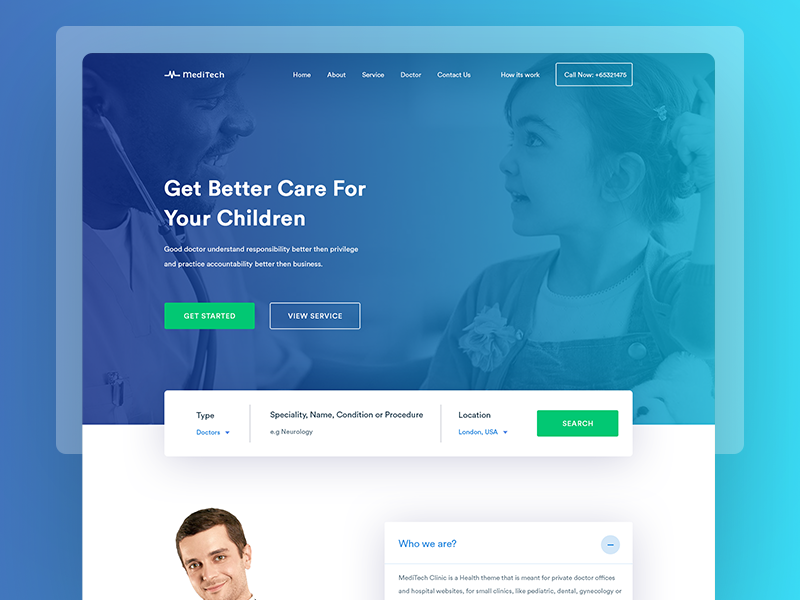 MediTech
Home About Service Doctor Contact Us How its work Call Now: +65321475
Get Better Care For
Your Children
Good doctor understand responsibility better then privilege
and practice accountability better then business.
GET STARTED VIEW SERVICE
Type Speciality, Name, Condition or Procedure Location
Doctors e.g Neurology London, USA SEARCH
Who we are?
MediTech Clinic is a Health theme that is meant for private doctor offices
and hospital websites, for small clinics, like pediatric, dental, gynecology or